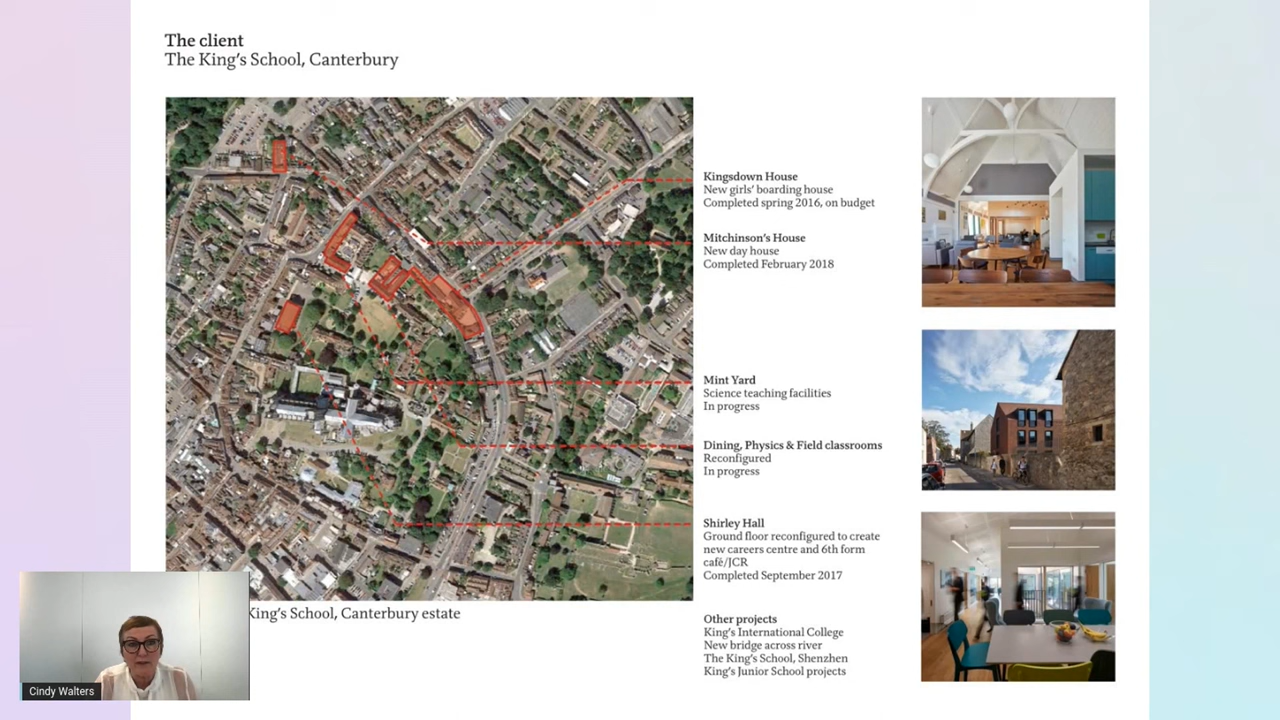 The client
The King's School, Canterbury
Kingsdown House
New girls' boarding house
Completed spring 2016, on budget
Mitchinson's House
New day house
Completed February 2018
Mint Yard
Science teaching facilities
In progress
Dining, Physics & Field classrooms
Reconfigured
In progress
Shirley Hall
Ground floor reconfigured to create
new careers centre and 6th form
café/JCR
Completed September 2017
Other projects
King's International College
New bridge across river
The King's School, Shenzhen
King's Junior School projects
King's School, Canterbury estate
Cindy Walters